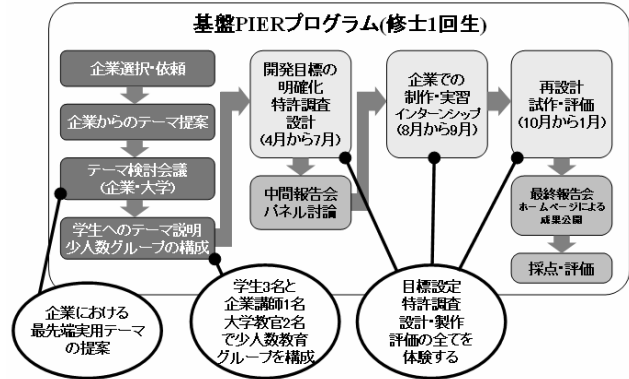 基盤PIERプログラム(修士1回生)
企業選択・依頼
企業からのテーマ提案
テーマ検討会議
(企業・大学)
学生へのテーマ説明
少人数グループの構成
開発目標の
明確化
特許調査
設計
(4月から7月)
中間報告会
パネル討論
企業での
制作・実習
インターンシップ
(8月から9月)
再設計
試作・評価
(10月から1月)
最終報告会
ホームページによる
成果公開
採点・評価
企業における
最先端実用テーマ
の提案
学生3名と
企業講師1名
大学教官2名
で少人数教育
グループを構成
目標設定
特許調査
設計・製作
評価の全てを
体験する